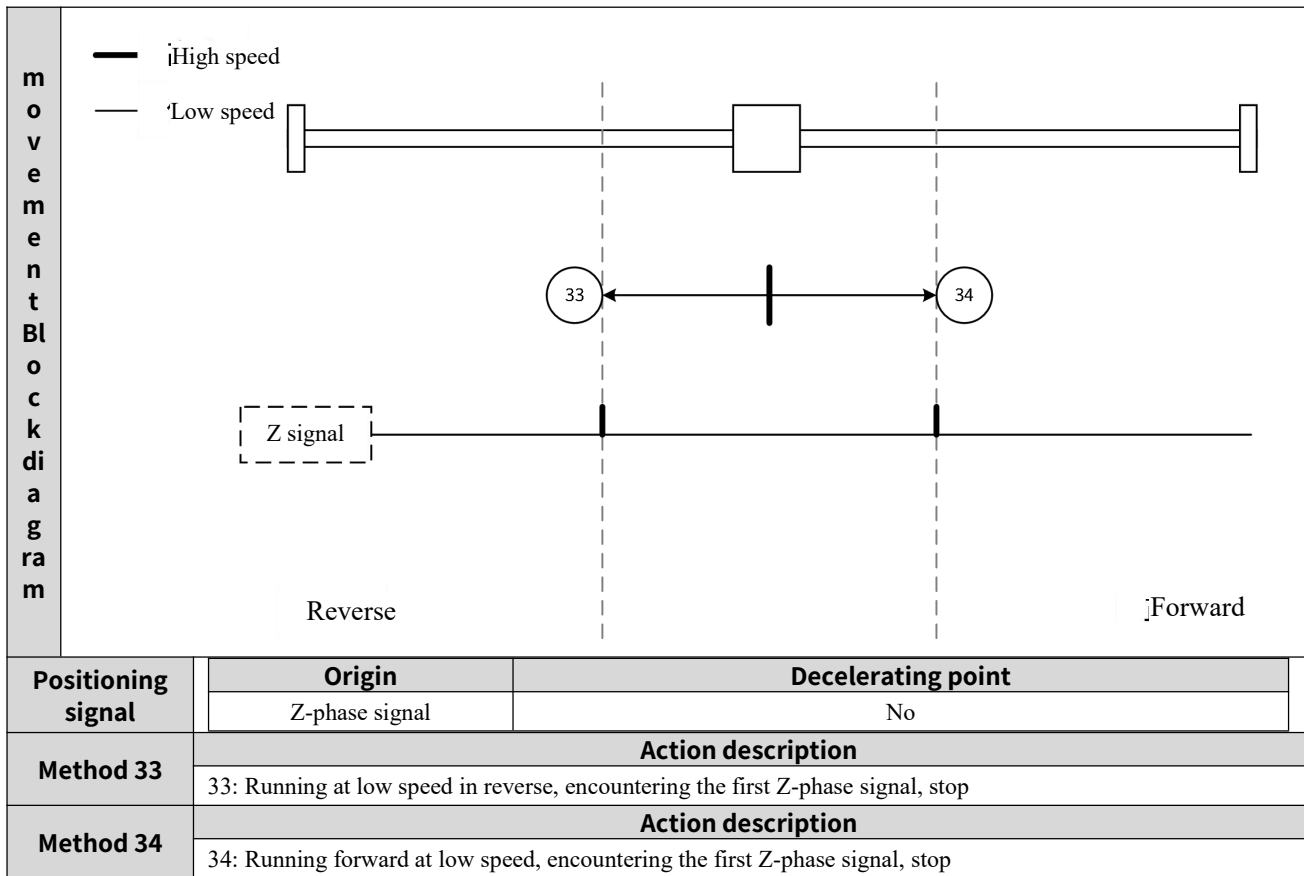 movement Block diagram
High speed
Low speed
33
34
Z signal
Reverse
Forward
Positioning signal
Origin
Decelerating point
Z-phase signal
No
Method 33
Action description
33: Running at low speed in reverse, encountering the first Z-phase signal, stop
Method 34
Action description
34: Running forward at low speed, encountering the first Z-phase signal, stop